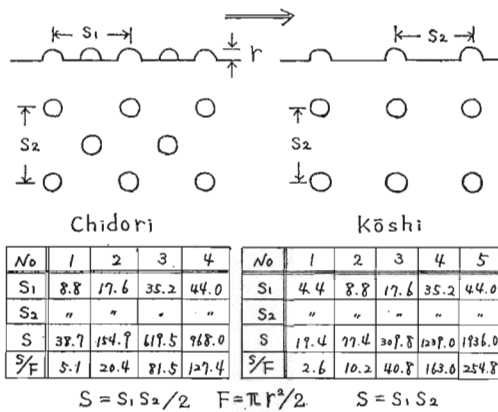 S₁ r S₂
S₂ S₂
Chidori Kōshi
No 1 2 3 4
S₁ 8.8 17.6 35.2 44.0
S₂ " " " "
S 38.7 154.9 619.5 968.0
S/F 5.1 20.4 81.5 127.4
No 1 2 3 4 5
S₁ 4.4 8.8 17.6 35.2 44.0
S₂ " " " " "
S 19.4 77.4 309.8 1239.0 1936.0
S/F 2.6 10.2 40.8 163.0 254.8
S = S₁ S₂ / 2 F = π r² / 2 S = S₁ S₂